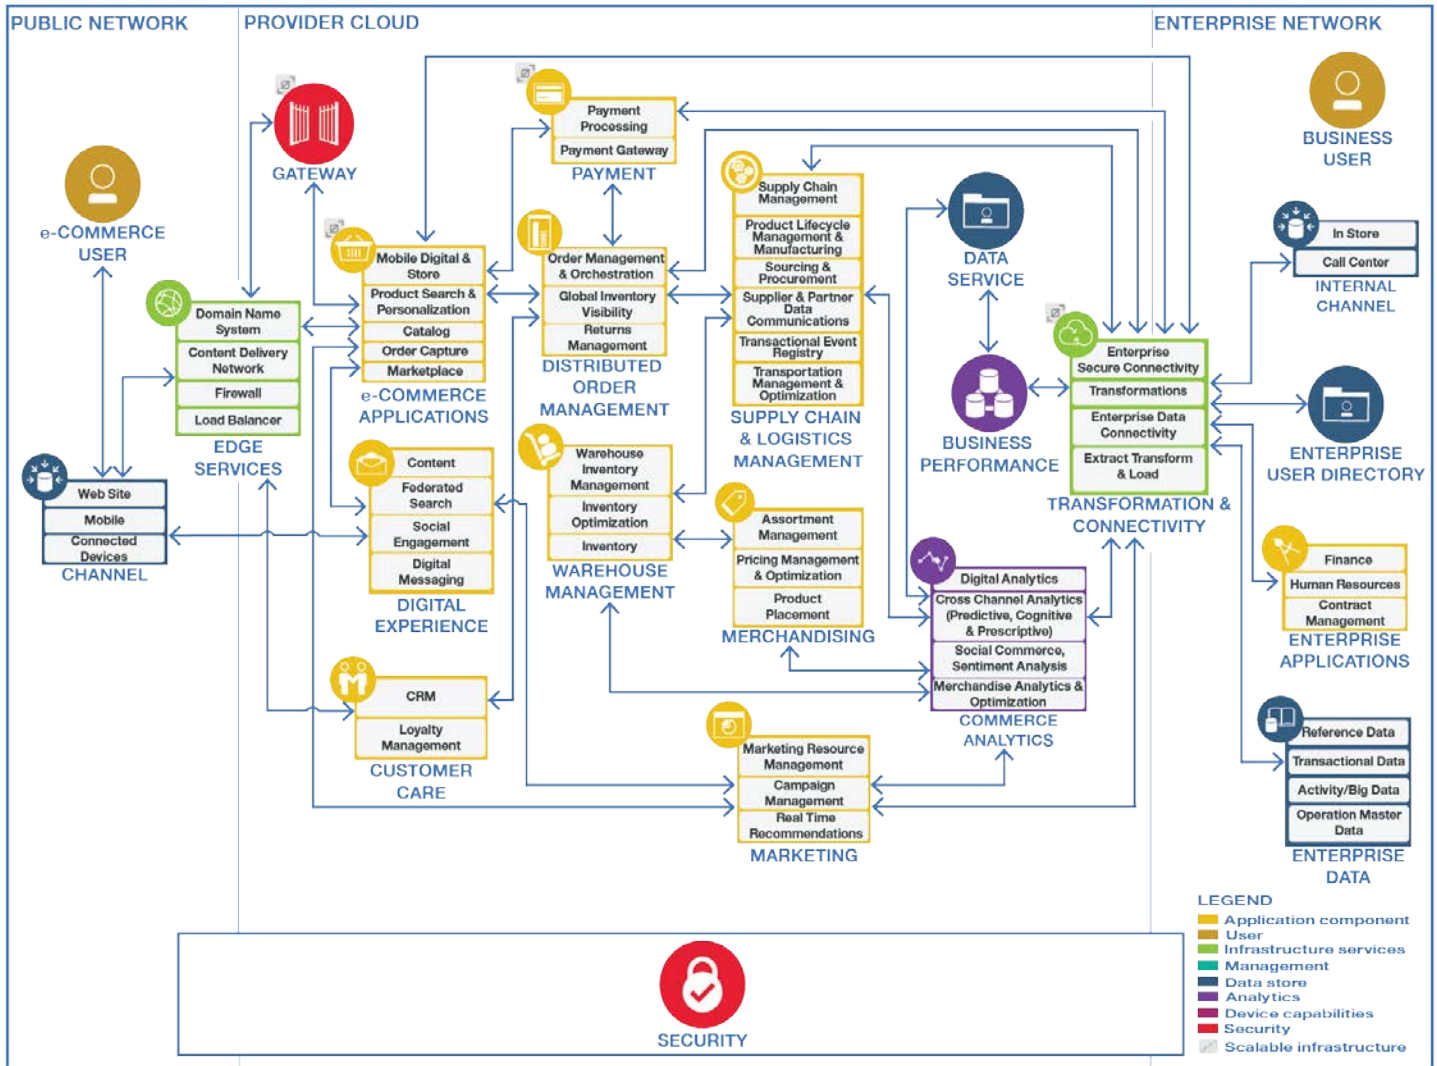 PUBLIC NETWORK
PROVIDER CLOUD
ENTERPRISE NETWORK
e-COMMERCE
USER
Domain Name
System
Content Delivery
Network
Firewall
Load Balancer
EDGE
SERVICES
Web Site
Mobile
Connected
Devices
CHANNEL
GATEWAY
Mobile Digital &
Store
Product Search &
Personalization
Catalog
Order Capture
Marketplace
e-COMMERCE
APPLICATIONS
Content
Federated
Search
Social
Engagement
Digital
Messaging
DIGITAL
EXPERIENCE
CRM
Loyalty
Management
CUSTOMER
CARE
Payment
Processing
Payment Gateway
PAYMENT
Order Management
& Orchestration
Global Inventory
Visibility
Returns
Management
DISTRIBUTED
ORDER
MANAGEMENT
Warehouse
Inventory
Management
Inventory
Optimization
Inventory
WAREHOUSE
MANAGEMENT
Supply Chain
Management
Product Lifecycle
Management &
Manufacturing
Sourcing &
Procurement
Supplier & Partner
Data
Communications
Transactional Event
Registry
Transportation
Management &
Optimization
SUPPLY CHAIN
& LOGISTICS
MANAGEMENT
Assortment
Management
Pricing Management
& Optimization
Product
Placement
MERCHANDISING
Marketing Resource
Management
Campaign
Management
Real Time
Recommendations
MARKETING
DATA
SERVICE
BUSINESS
PERFORMANCE
Digital Analytics
Cross Channel Analytics
(Predictive, Cognitive
& Prescriptive)
Social Commerce,
Sentiment Analysis
Merchandise Analytics &
Optimization
COMMERCE
ANALYTICS
Enterprise
Secure Connectivity
Transformations
Enterprise Data
Connectivity
Extract Transform
& Load
TRANSFORMATION &
CONNECTIVITY
BUSINESS
USER
In Store
Call Center
INTERNAL
CHANNEL
ENTERPRISE
USER DIRECTORY
Finance
Human Resources
Contract
Management
ENTERPRISE
APPLICATIONS
Reference Data
Transactional Data
Activity/Big Data
Operation Master
Data
ENTERPRISE
DATA
SECURITY
LEGEND
Application component
User
Infrastructure services
Management
Data store
Analytics
Device capabilities
Security
Scalable infrastructure